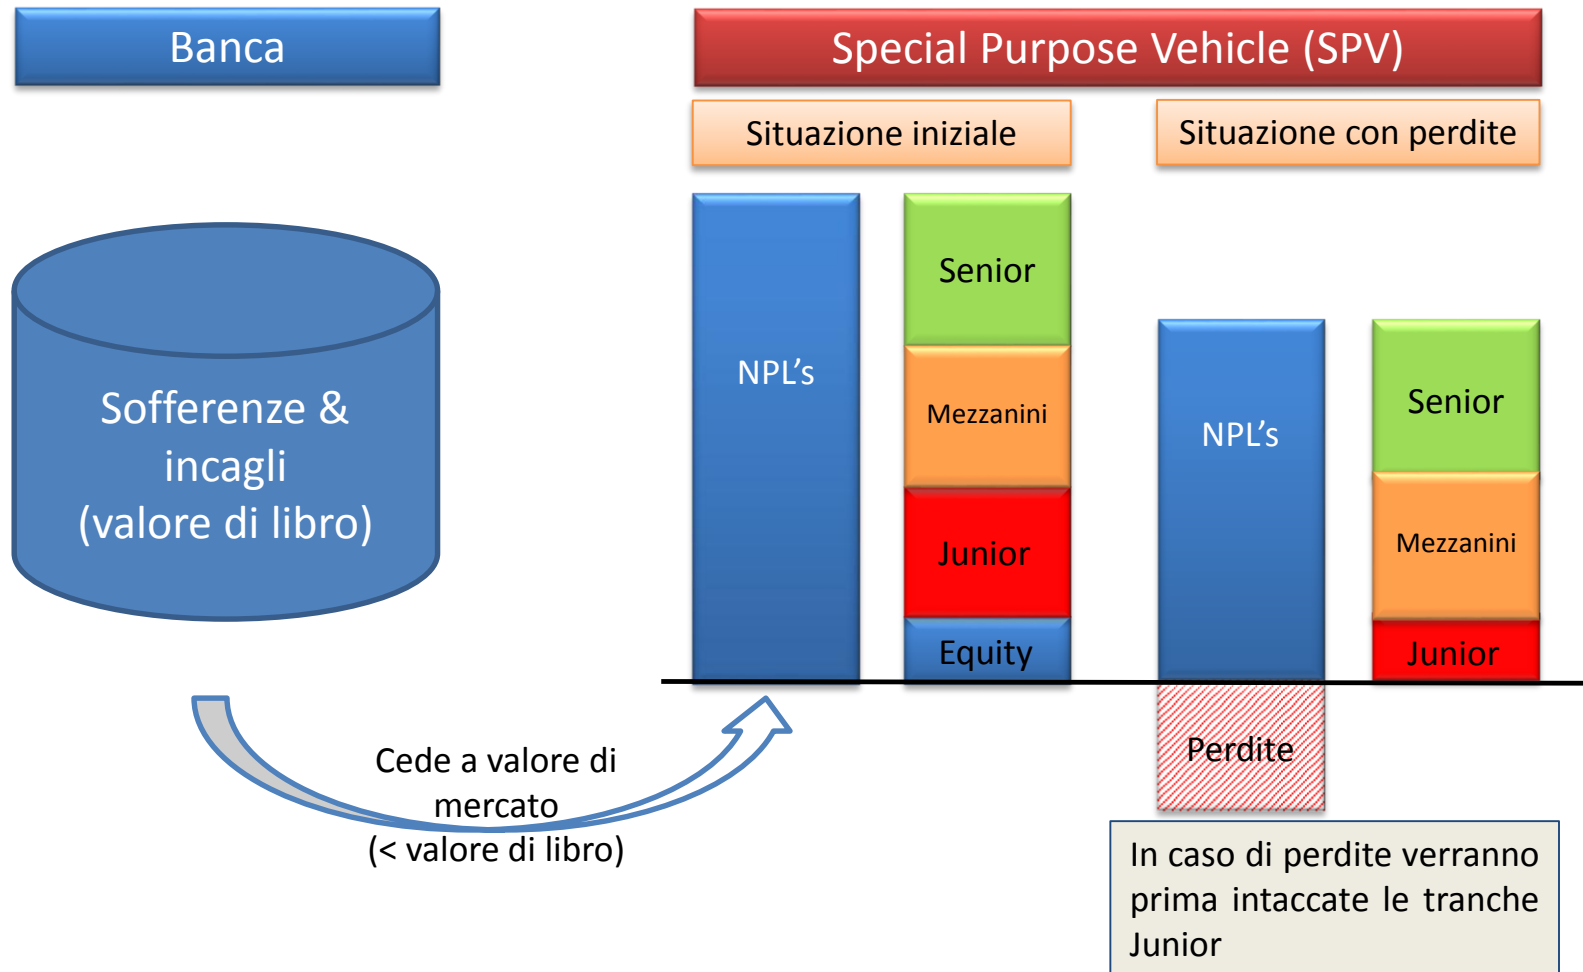 Banca
Special Purpose Vehicle (SPV)
Situazione iniziale
Situazione con perdite
Sofferenze &
incagli
(valore di libro)
NPL's
Senior
Mezzanini
Junior
Equity
NPL's
Senior
Mezzanini
Junior
Perdite
Cede a valore di
mercato
(< valore di libro)
In caso di perdite verranno
prima intaccate le tranche
Junior